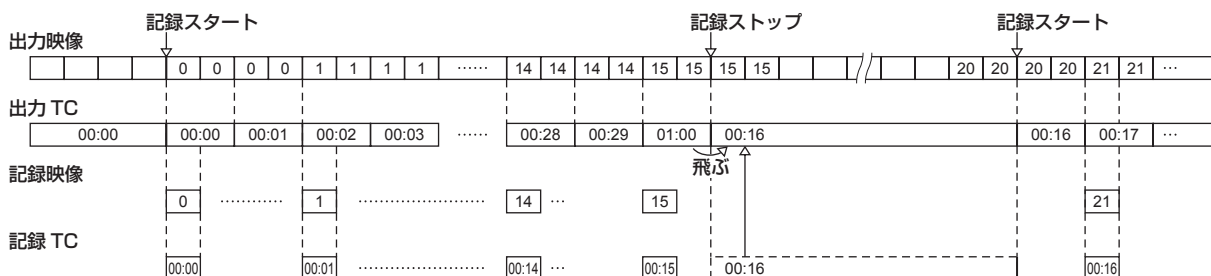 記録スタート 記録ストップ 記録スタート
出力映像
0 0 0 0 1 1 1 1 …… 14 14 14 14 15 15 15 15 20 20 20 20 21 21 …
出力 TC
00:00 00:00 00:01 00:02 00:03 …… 00:28 00:29 01:00 00:16 00:16 00:17 …
飛ぶ
記録映像
0 ………… 1 …………………… 14 … 15 21
記録 TC
00:00 00:01 …………………… 00:14 … 00:15 00:16 00:16